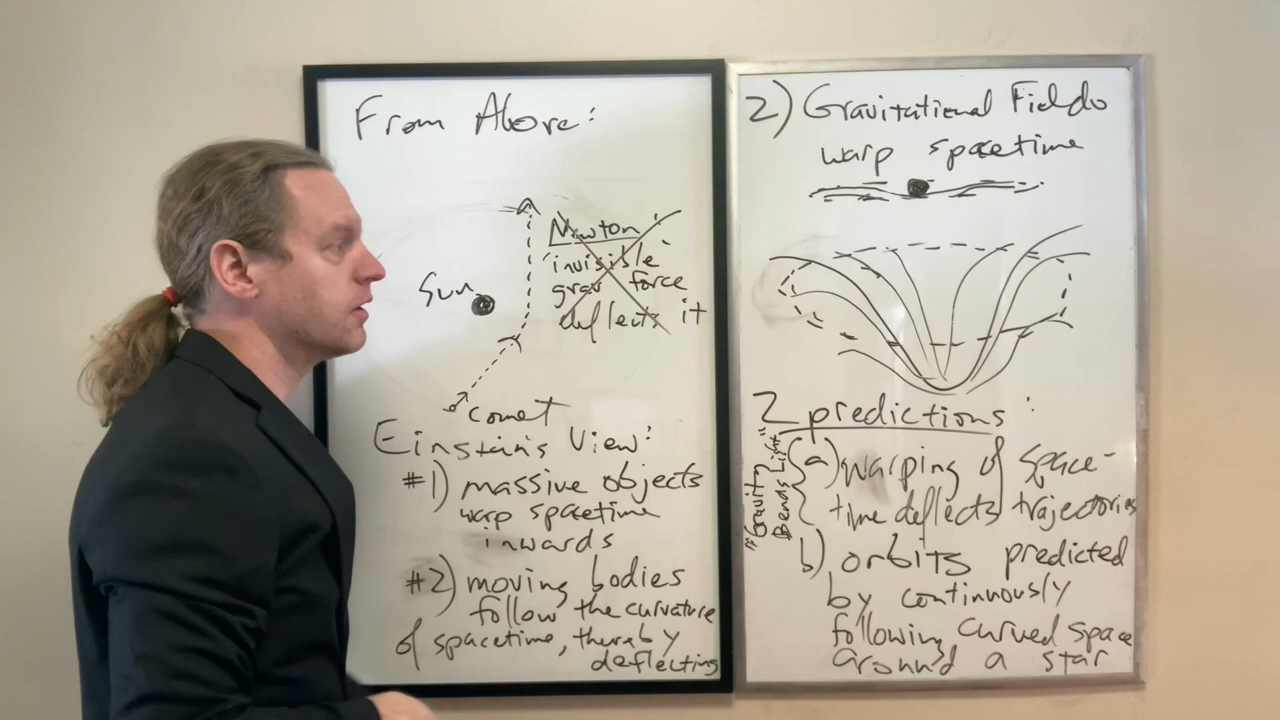 From Above:
Newton
invisible
Sun
grav force
deflects it
Comet
Einstein's View:
#1) massive objects
warp spacetime
inwards
#2) moving bodies
follow the curvature
of spacetime, thereby
deflecting
2) Gravitational Fields
warp spacetime
2 predictions:
"Gravity
Bends Light"
a) warping of space-
time deflects trajectories
b) orbits predicted
by continuously
following curved space
around a star